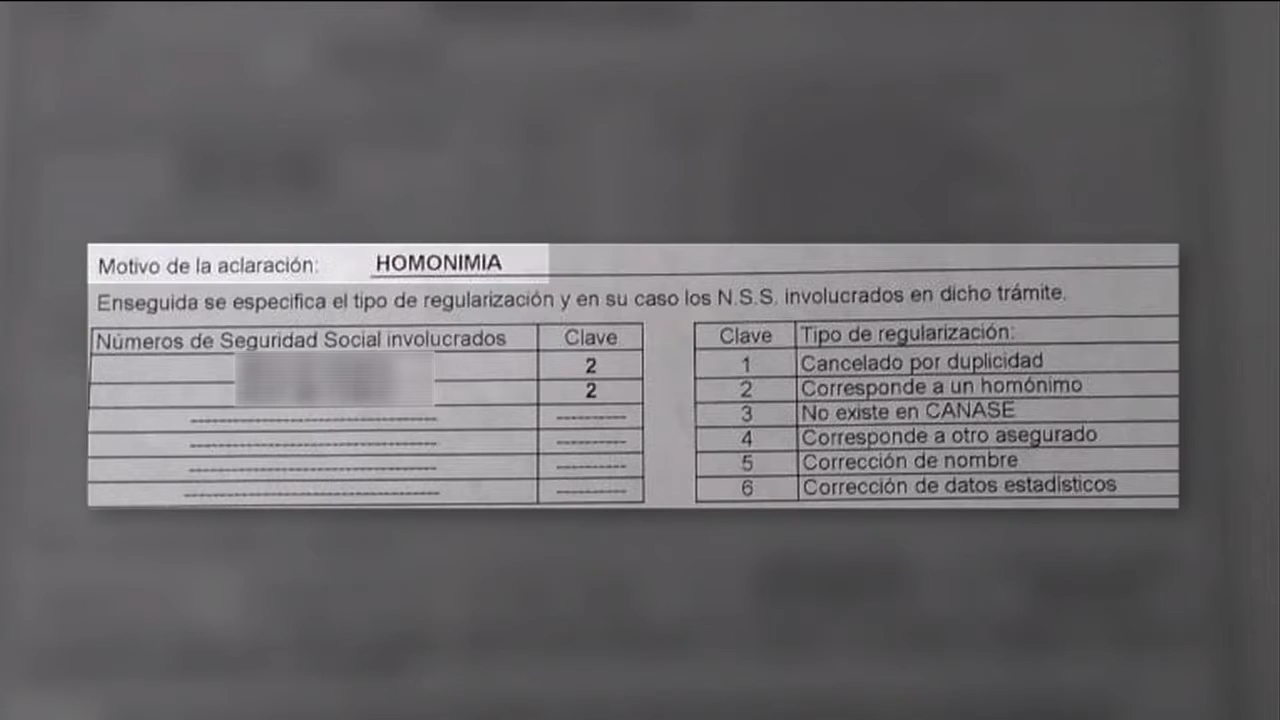 Motivo de la aclaración: HOMONIMIA
Enseguida se especifica el tipo de regularización y en su caso los N.S.S. involucrados en dicho trámite.
Números de Seguridad Social involucrados Clave
2
2
Clave Tipo de regularización:
1 Cancelado por duplicidad
2 Corresponde a un homónimo
3 No existe en CANASE
4 Corresponde a otro asegurado
5 Corrección de nombre
6 Corrección de datos estadísticos